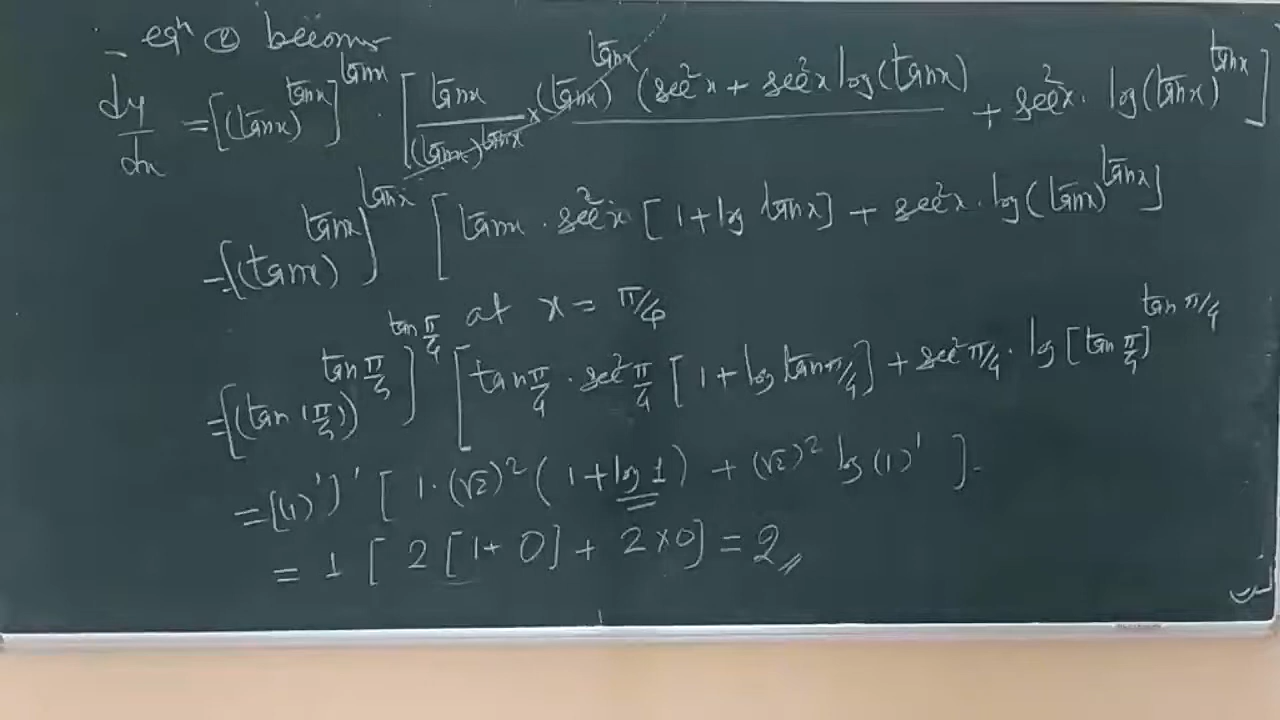 ∴ eqⁿ ② becomes
dy/dx = [(tanx)^tanx]^tanx · [tanx/(tanx)^tanx × (tanx)^tanx (sec²x + sec²x log(tanx)) + sec²x · log(tanx)^tanx]
= [(tanx)^tanx]^tanx [tanx · sec²x [1+log tanx] + sec²x · log(tanx)^tanx]
at x = π/4
= [(tan(π/4))^tan π/4]^tan π/4 [tan π/4 · sec² π/4 [1+log tan π/4] + sec² π/4 · log [tan π/4]^tan π/4
= [(1)¹]¹ [1·(√2)² (1+log 1) + (√2)² log(1)¹].
= 1 [2[1+0] + 2×0] = 2//